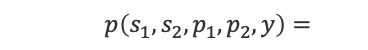 p(s₁, s₂, p₁, p₂, y) =